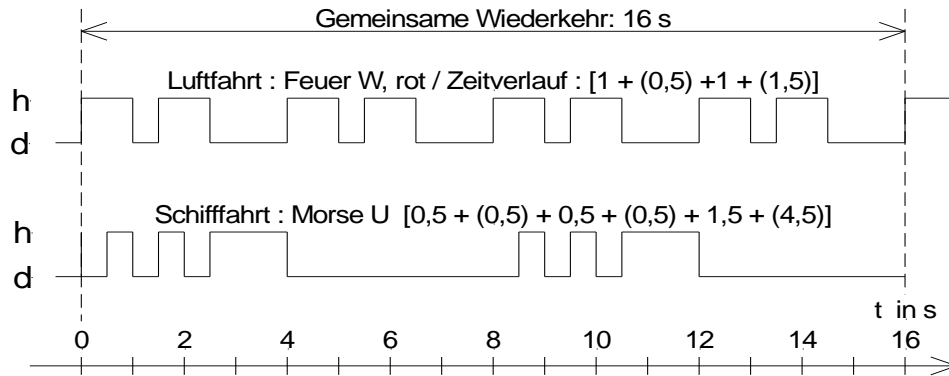 Gemeinsame Wiederkehr: 16 s
Luftfahrt : Feuer W, rot / Zeitverlauf : [1 + (0,5) +1 + (1,5)]
h
d
Schifffahrt : Morse U [0,5 + (0,5) + 0,5 + (0,5) + 1,5 + (4,5)]
h
d
t in s
0 2 4 6 8 10 12 14 16